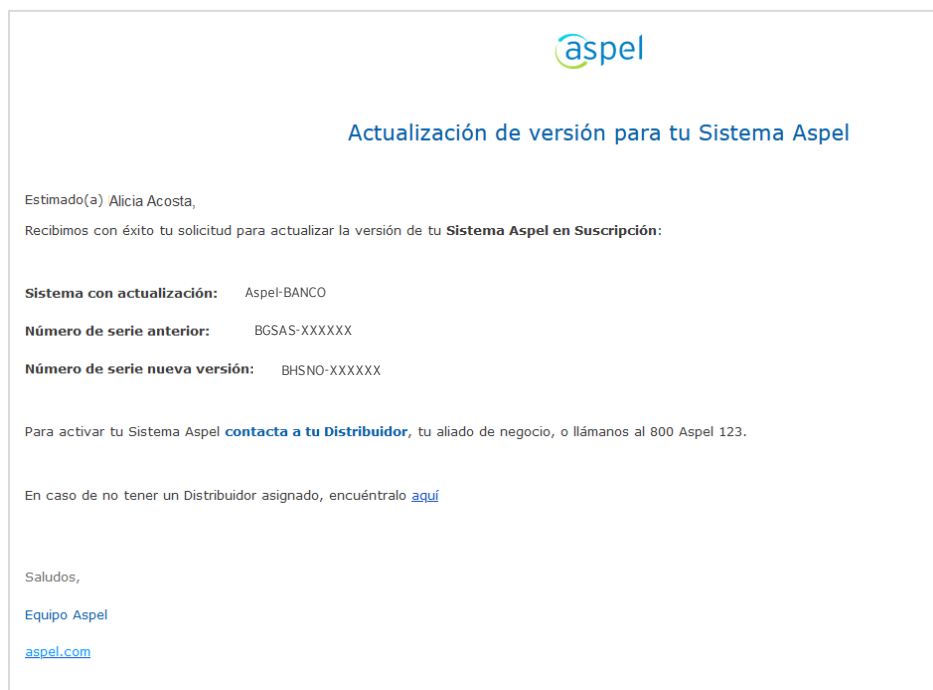 aspel
Actualización de versión para tu Sistema Aspel
Estimado(a) Alicia Acosta,
Recibimos con éxito tu solicitud para actualizar la versión de tu Sistema Aspel en Suscripción:
Sistema con actualización: Aspel-BANCO
Número de serie anterior: BGSAS-XXXXXX
Número de serie nueva versión: BHSNO-XXXXXX
Para activar tu Sistema Aspel contacta a tu Distribuidor, tu aliado de negocio, o llámanos al 800 Aspel 123.
En caso de no tener un Distribuidor asignado, encuéntralo aquí
Saludos,
Equipo Aspel
aspel.com